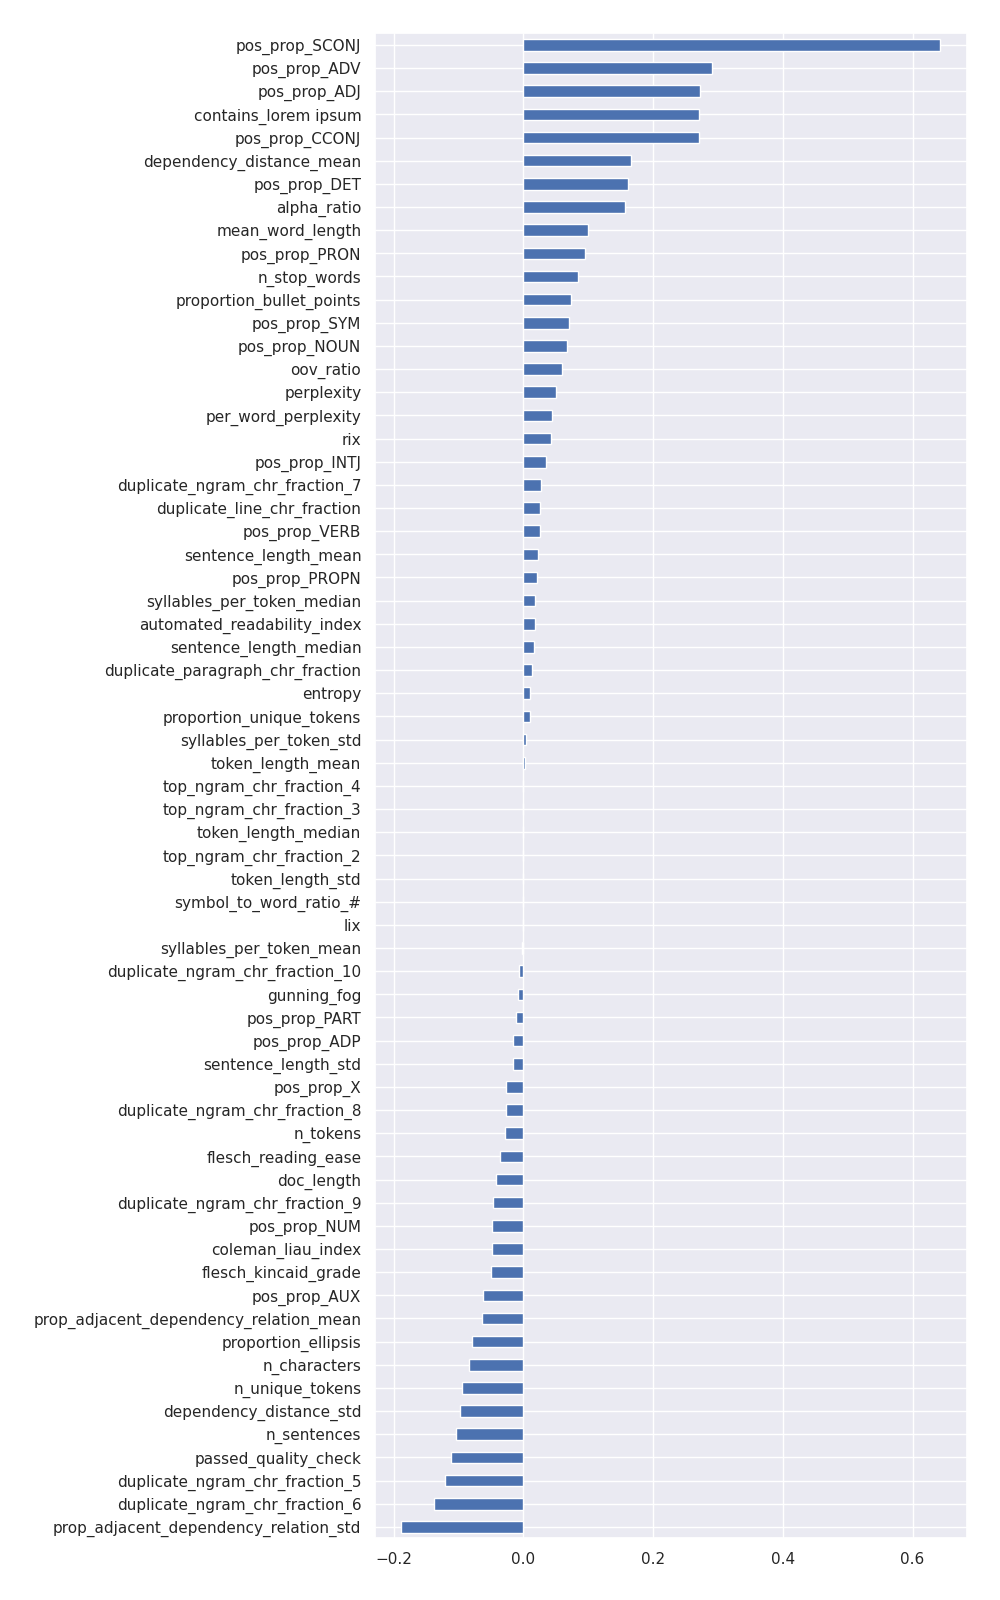 pos_prop_SCONJ
pos_prop_ADV
pos_prop_ADJ
contains_lorem ipsum
pos_prop_CCONJ
dependency_distance_mean
pos_prop_DET
alpha_ratio
mean_word_length
pos_prop_PRON
n_stop_words
proportion_bullet_points
pos_prop_SYM
pos_prop_NOUN
oov_ratio
perplexity
per_word_perplexity
rix
pos_prop_INTJ
duplicate_ngram_chr_fraction_7
duplicate_line_chr_fraction
pos_prop_VERB
sentence_length_mean
pos_prop_PROPN
syllables_per_token_median
automated_readability_index
sentence_length_median
duplicate_paragraph_chr_fraction
entropy
proportion_unique_tokens
syllables_per_token_std
token_length_mean
top_ngram_chr_fraction_4
top_ngram_chr_fraction_3
token_length_median
top_ngram_chr_fraction_2
token_length_std
symbol_to_word_ratio_#
lix
syllables_per_token_mean
duplicate_ngram_chr_fraction_10
gunning_fog
pos_prop_PART
pos_prop_ADP
sentence_length_std
pos_prop_X
duplicate_ngram_chr_fraction_8
n_tokens
flesch_reading_ease
doc_length
duplicate_ngram_chr_fraction_9
pos_prop_NUM
coleman_liau_index
flesch_kincaid_grade
pos_prop_AUX
prop_adjacent_dependency_relation_mean
proportion_ellipsis
n_characters
n_unique_tokens
dependency_distance_std
n_sentences
passed_quality_check
duplicate_ngram_chr_fraction_5
duplicate_ngram_chr_fraction_6
prop_adjacent_dependency_relation_std
−0.2 0.0 0.2 0.4 0.6